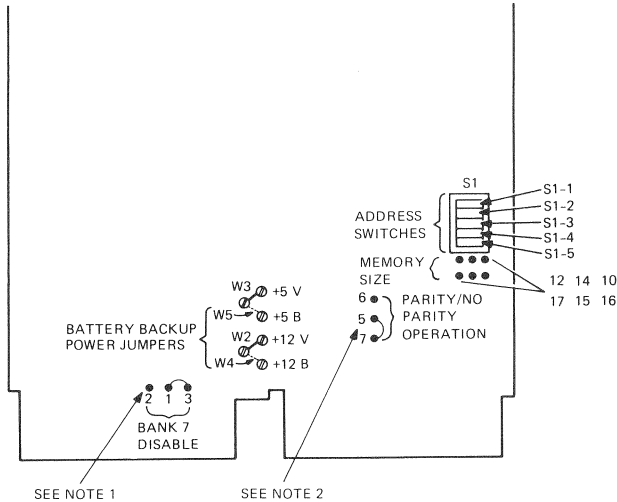 S1
S1-1
S1-2
S1-3
S1-4
S1-5
ADDRESS
SWITCHES
MEMORY
SIZE
12 14 10
17 15 16
W3
+5 V
W5
+5 B
W2
+12 V
W4
+12 B
BATTERY BACKUP
POWER JUMPERS
6
5
7
PARITY/NO
PARITY
OPERATION
2 1 3
BANK 7
DISABLE
SEE NOTE 1
SEE NOTE 2